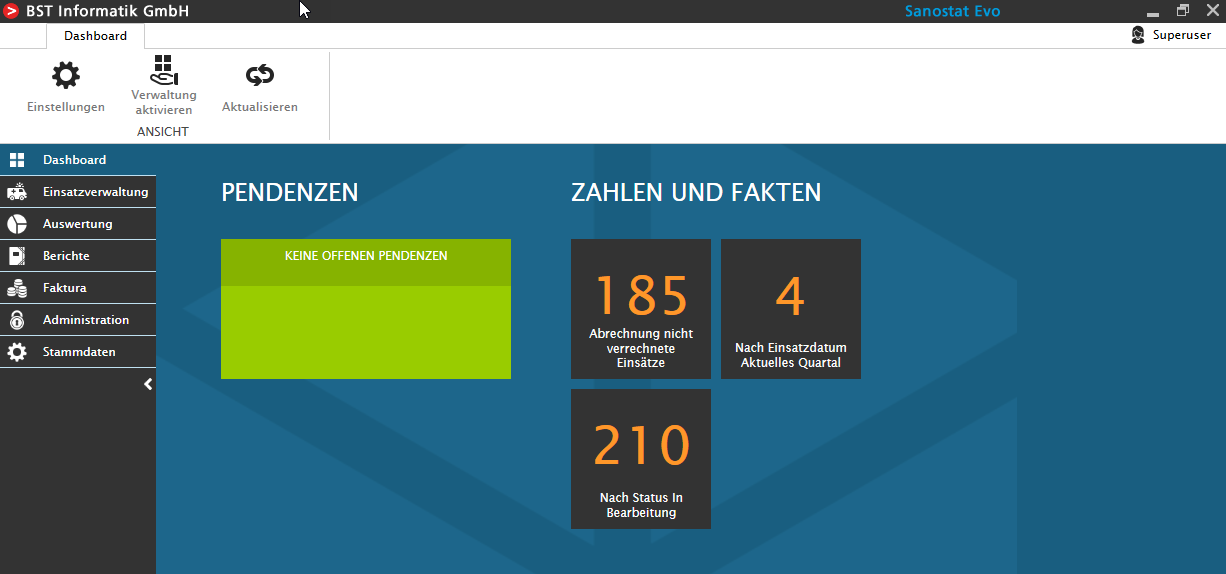 BST Informatik GmbH
Sanostat Evo
Dashboard
Superuser
Einstellungen
Verwaltung
aktivieren
Aktualisieren
ANSICHT
Dashboard
Einsatzverwaltung
Auswertung
Berichte
Faktura
Administration
Stammdaten
PENDENZEN
KEINE OFFENEN PENDENZEN
ZAHLEN UND FAKTEN
185
Abrechnung nicht
verrechnete
Einsätze
4
Nach Einsatzdatum
Aktuelles Quartal
210
Nach Status In
Bearbeitung